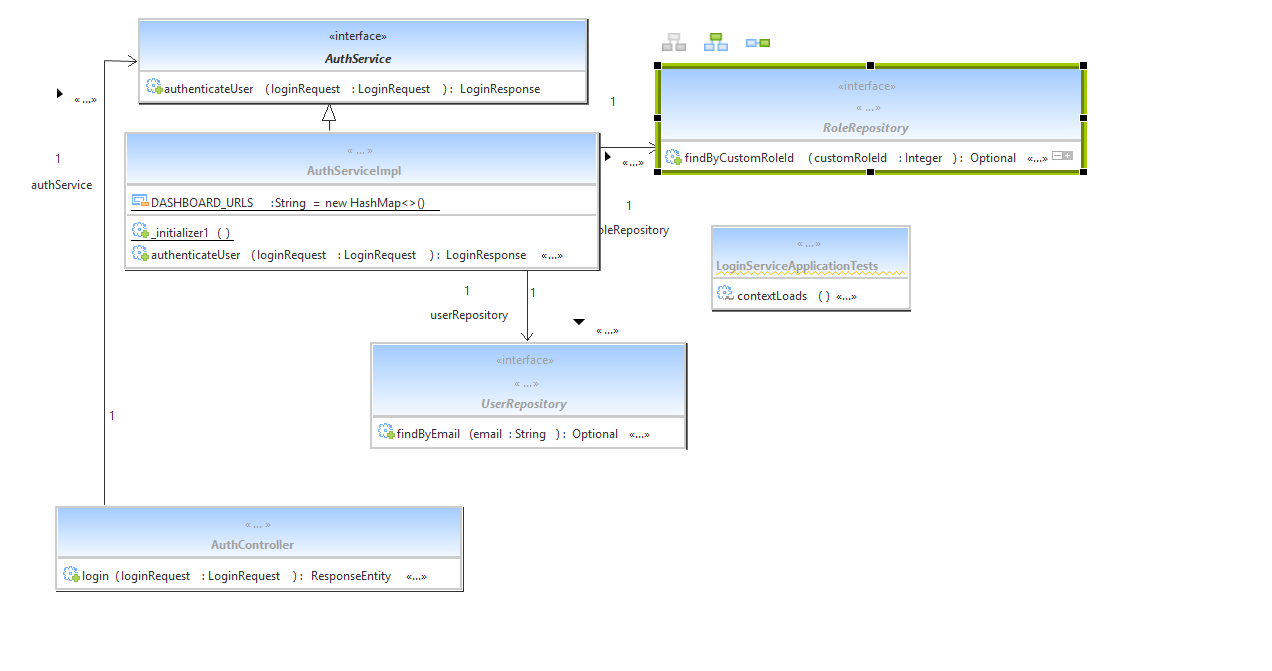 «interface»
AuthService
authenticateUser (loginRequest : LoginRequest ) : LoginResponse
« ...»
1
authService
« ... »
AuthServiceImpl
DASHBOARD_URLS : String = new HashMap<>()
_initializer1 ( )
authenticateUser (loginRequest : LoginRequest ) : LoginResponse «...»
1
« ...»
1
oleRepository
«interface»
« ...»
RoleRepository
findByCustomRoleId (customRoleId : Integer ) : Optional «...»
« ...»
LoginServiceApplicationTests
contextLoads ( ) «...»
1
1
userRepository
« ...»
«interface»
« ...»
UserRepository
findByEmail (email : String ) : Optional «...»
1
« ... »
AuthController
login (loginRequest : LoginRequest ) : ResponseEntity «...»